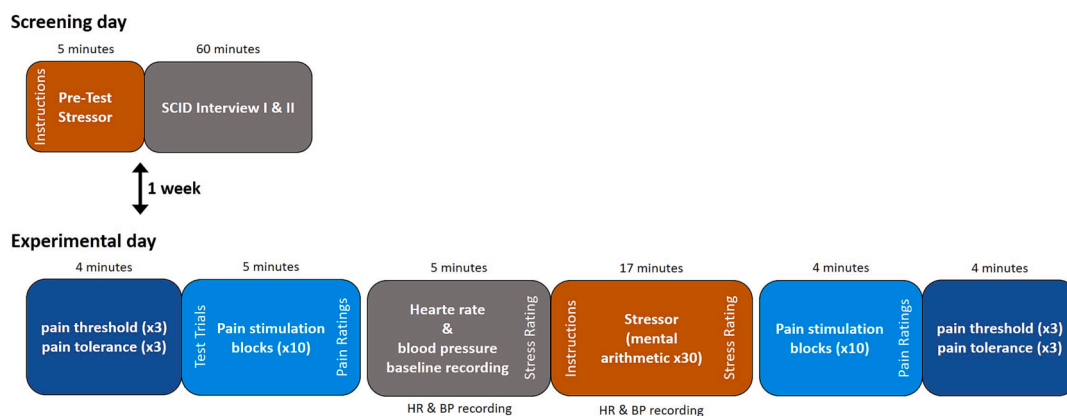 Screening day
5 minutes
60 minutes
Instructions
Pre-Test
Stressor
SCID Interview I & II
1 week
Experimental day
4 minutes
5 minutes
5 minutes
17 minutes
4 minutes
4 minutes
pain threshold (x3)
pain tolerance (x3)
Test Trials
Pain stimulation
blocks (x10)
Pain Ratings
Hearte rate
&
blood pressure
baseline recording
Stress Rating
Instructions
Stressor
(mental
arithmetic x30)
Stress Rating
Pain stimulation
blocks (x10)
Pain Ratings
pain threshold (x3)
pain tolerance (x3)
HR & BP recording
HR & BP recording